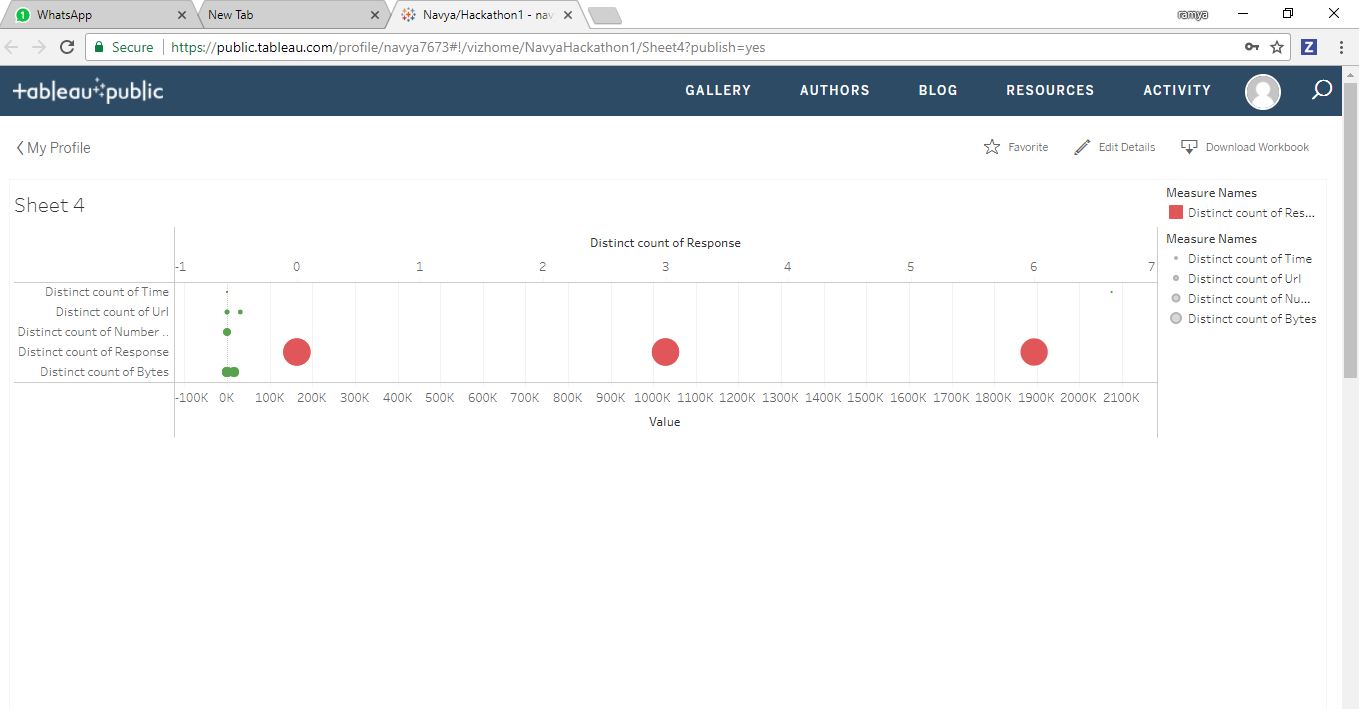 1 WhatsApp
New Tab
Navya/Hackathon1 - nav
ramya
Secure
https://public.tableau.com/profile/navya7673#!/vizhome/NavyaHackathon1/Sheet4?publish=yes
Z
+ableau public
GALLERY
AUTHORS
BLOG
RESOURCES
ACTIVITY
My Profile
Favorite
Edit Details
Download Workbook
Sheet 4
Distinct count of Response
-1 0 1 2 3 4 5 6 7
Distinct count of Time
Distinct count of Url
Distinct count of Number ..
Distinct count of Response
Distinct count of Bytes
-100K 0K 100K 200K 300K 400K 500K 600K 700K 800K 900K 1000K 1100K 1200K 1300K 1400K 1500K 1600K 1700K 1800K 1900K 2000K 2100K
Value
Measure Names
Distinct count of Res...
Measure Names
Distinct count of Time
Distinct count of Url
Distinct count of Nu...
Distinct count of Bytes